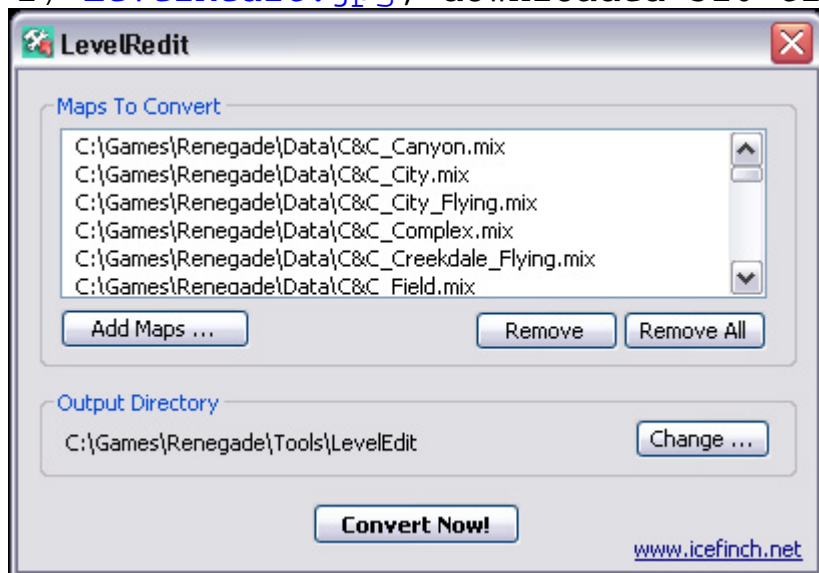 LevelRedit
Maps To Convert
C:\Games\Renegade\Data\C&C_Canyon.mix
C:\Games\Renegade\Data\C&C_City.mix
C:\Games\Renegade\Data\C&C_City_Flying.mix
C:\Games\Renegade\Data\C&C_Complex.mix
C:\Games\Renegade\Data\C&C_Creekdale_Flying.mix
C:\Games\Renegade\Data\C&C_Field.mix
Add Maps ...
Remove
Remove All
Output Directory
C:\Games\Renegade\Tools\LevelEdit
Change ...
Convert Now!
www.icefinch.net